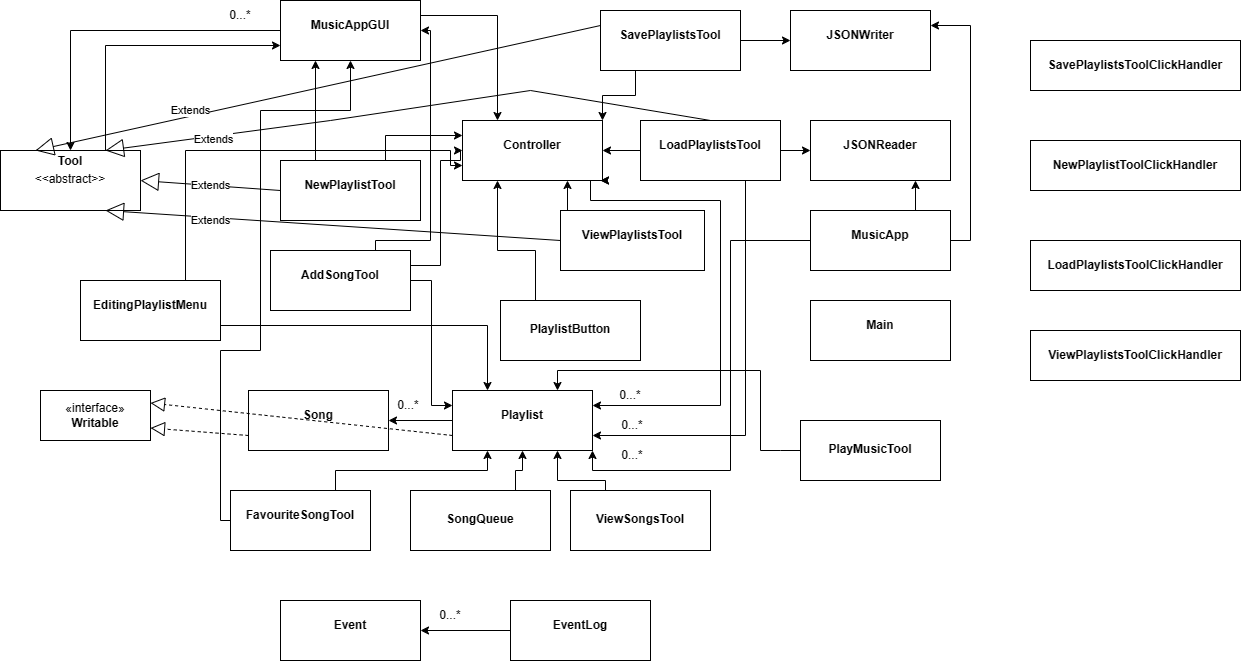 0...*
MusicAppGUI
SavePlaylistsTool
JSONWriter
SavePlaylistsToolClickHandler
Extends
Extends
Controller
LoadPlaylistsTool
JSONReader
Tool
<<abstract>>
NewPlaylistToolClickHandler
Extends
NewPlaylistTool
Extends
ViewPlaylistsTool
MusicApp
AddSongTool
LoadPlaylistsToolClickHandler
EditingPlaylistMenu
PlaylistButton
Main
ViewPlaylistsToolClickHandler
«interface»
Writable
Song
0...*
Playlist
0...*
0...*
0...*
PlayMusicTool
FavouriteSongTool
SongQueue
ViewSongsTool
Event
0...*
EventLog